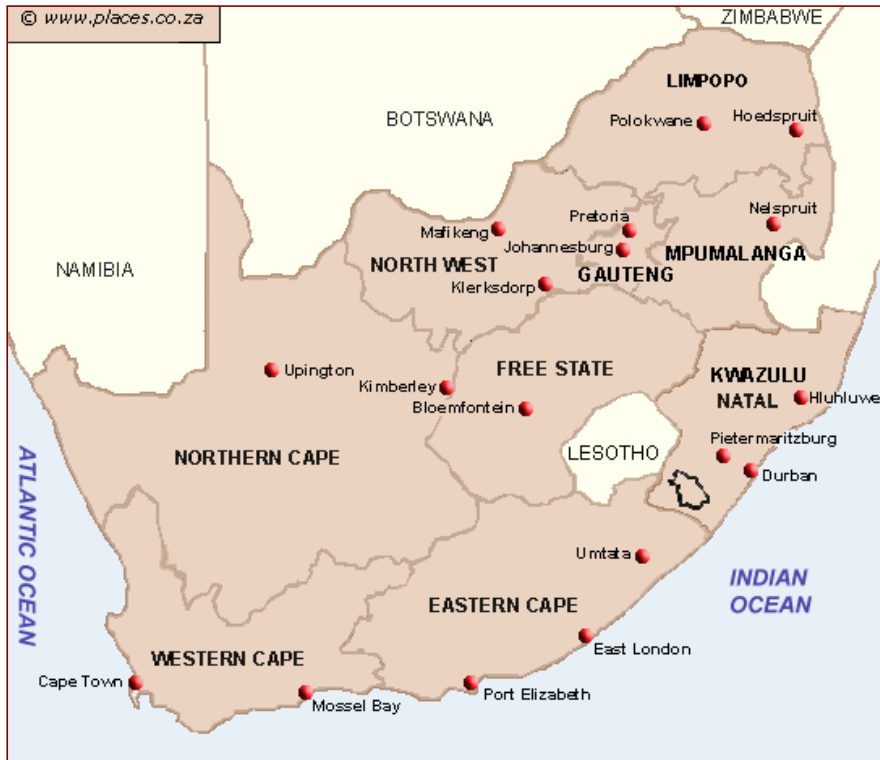 © www.places.co.za
ZIMBABWE
LIMPOPO
BOTSWANA
Polokwane
Hoedspruit
Mafikeng
Pretoria
Nelspruit
Johannesburg
NORTH WEST
MPUMALANGA
NAMIBIA
GAUTENG
Klerksdorp
Upington
Kimberley
FREE STATE
KWAZULU
NATAL
Hluhluwe
Bloemfontein
Pietermaritzburg
LESOTHO
NORTHERN CAPE
Durban
ATLANTIC OCEAN
Umtata
INDIAN
OCEAN
EASTERN CAPE
East London
WESTERN CAPE
Cape Town
Mossel Bay
Port Elizabeth